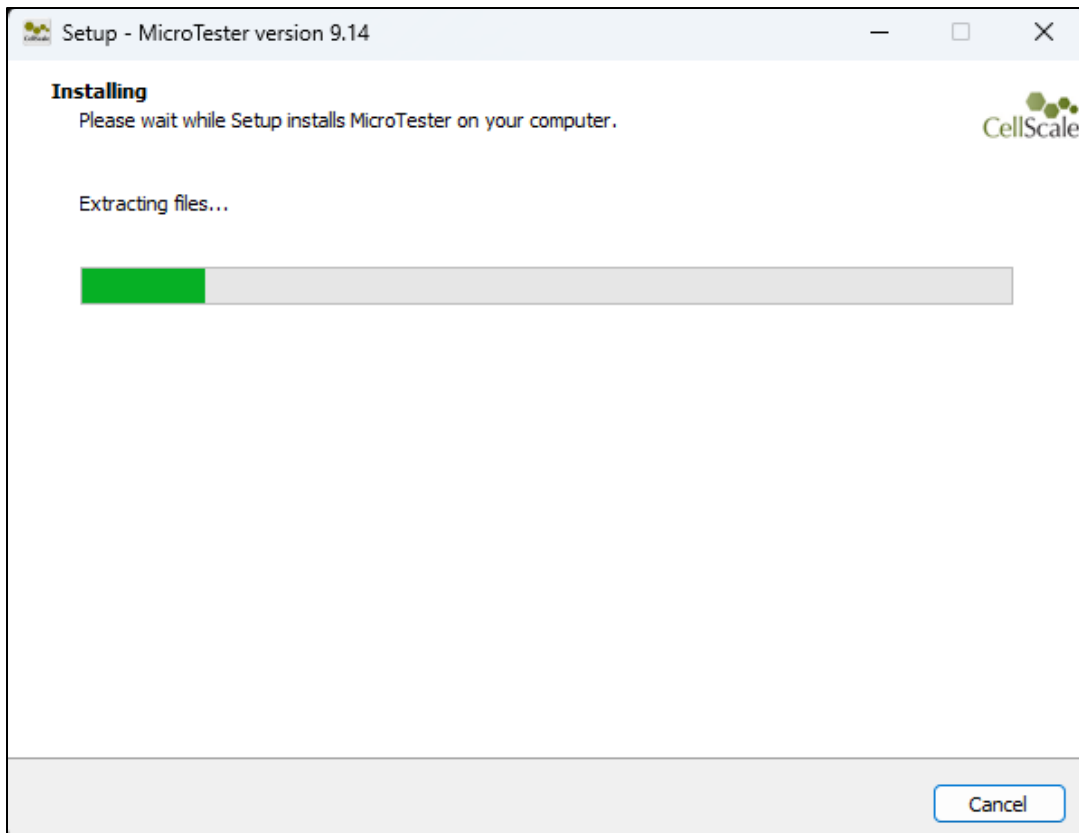 Setup - MicroTester version 9.14
Installing
Please wait while Setup installs MicroTester on your computer.
CellScale
Extracting files...
Cancel